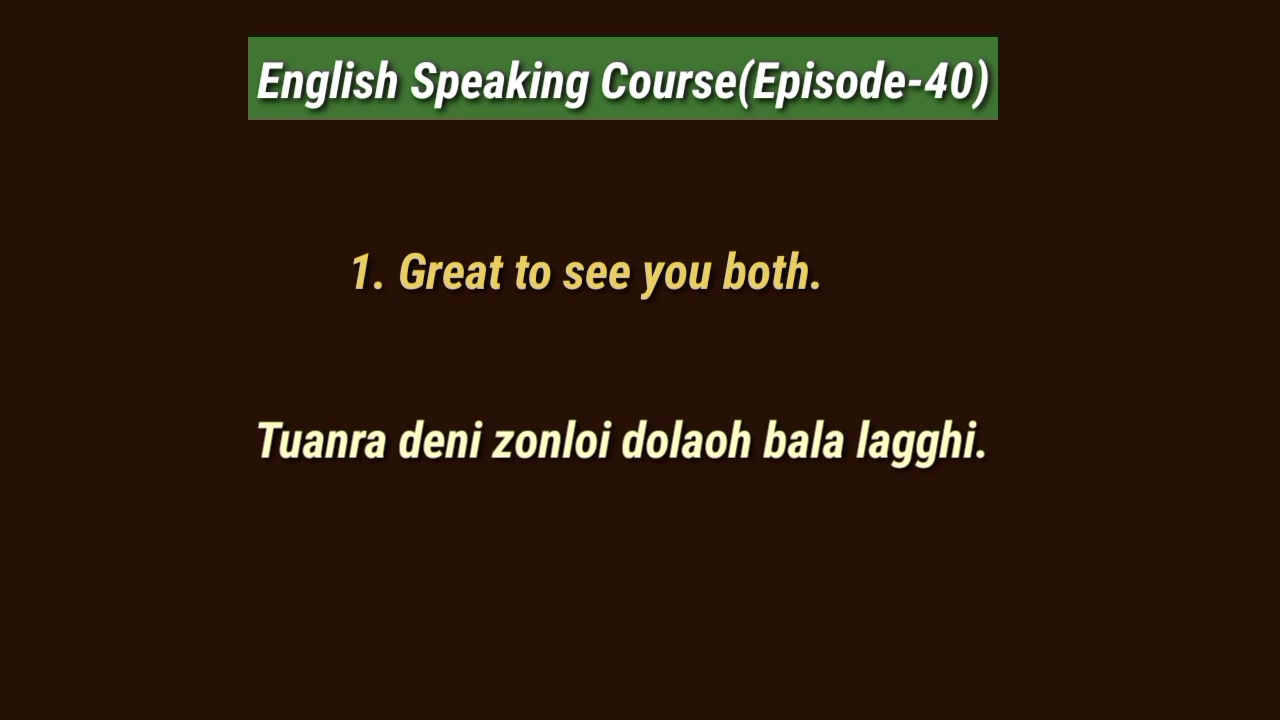 English Speaking Course(Episode-40)
1. Great to see you both.
Tuanra deni zonloi dolaoh bala lagghi.